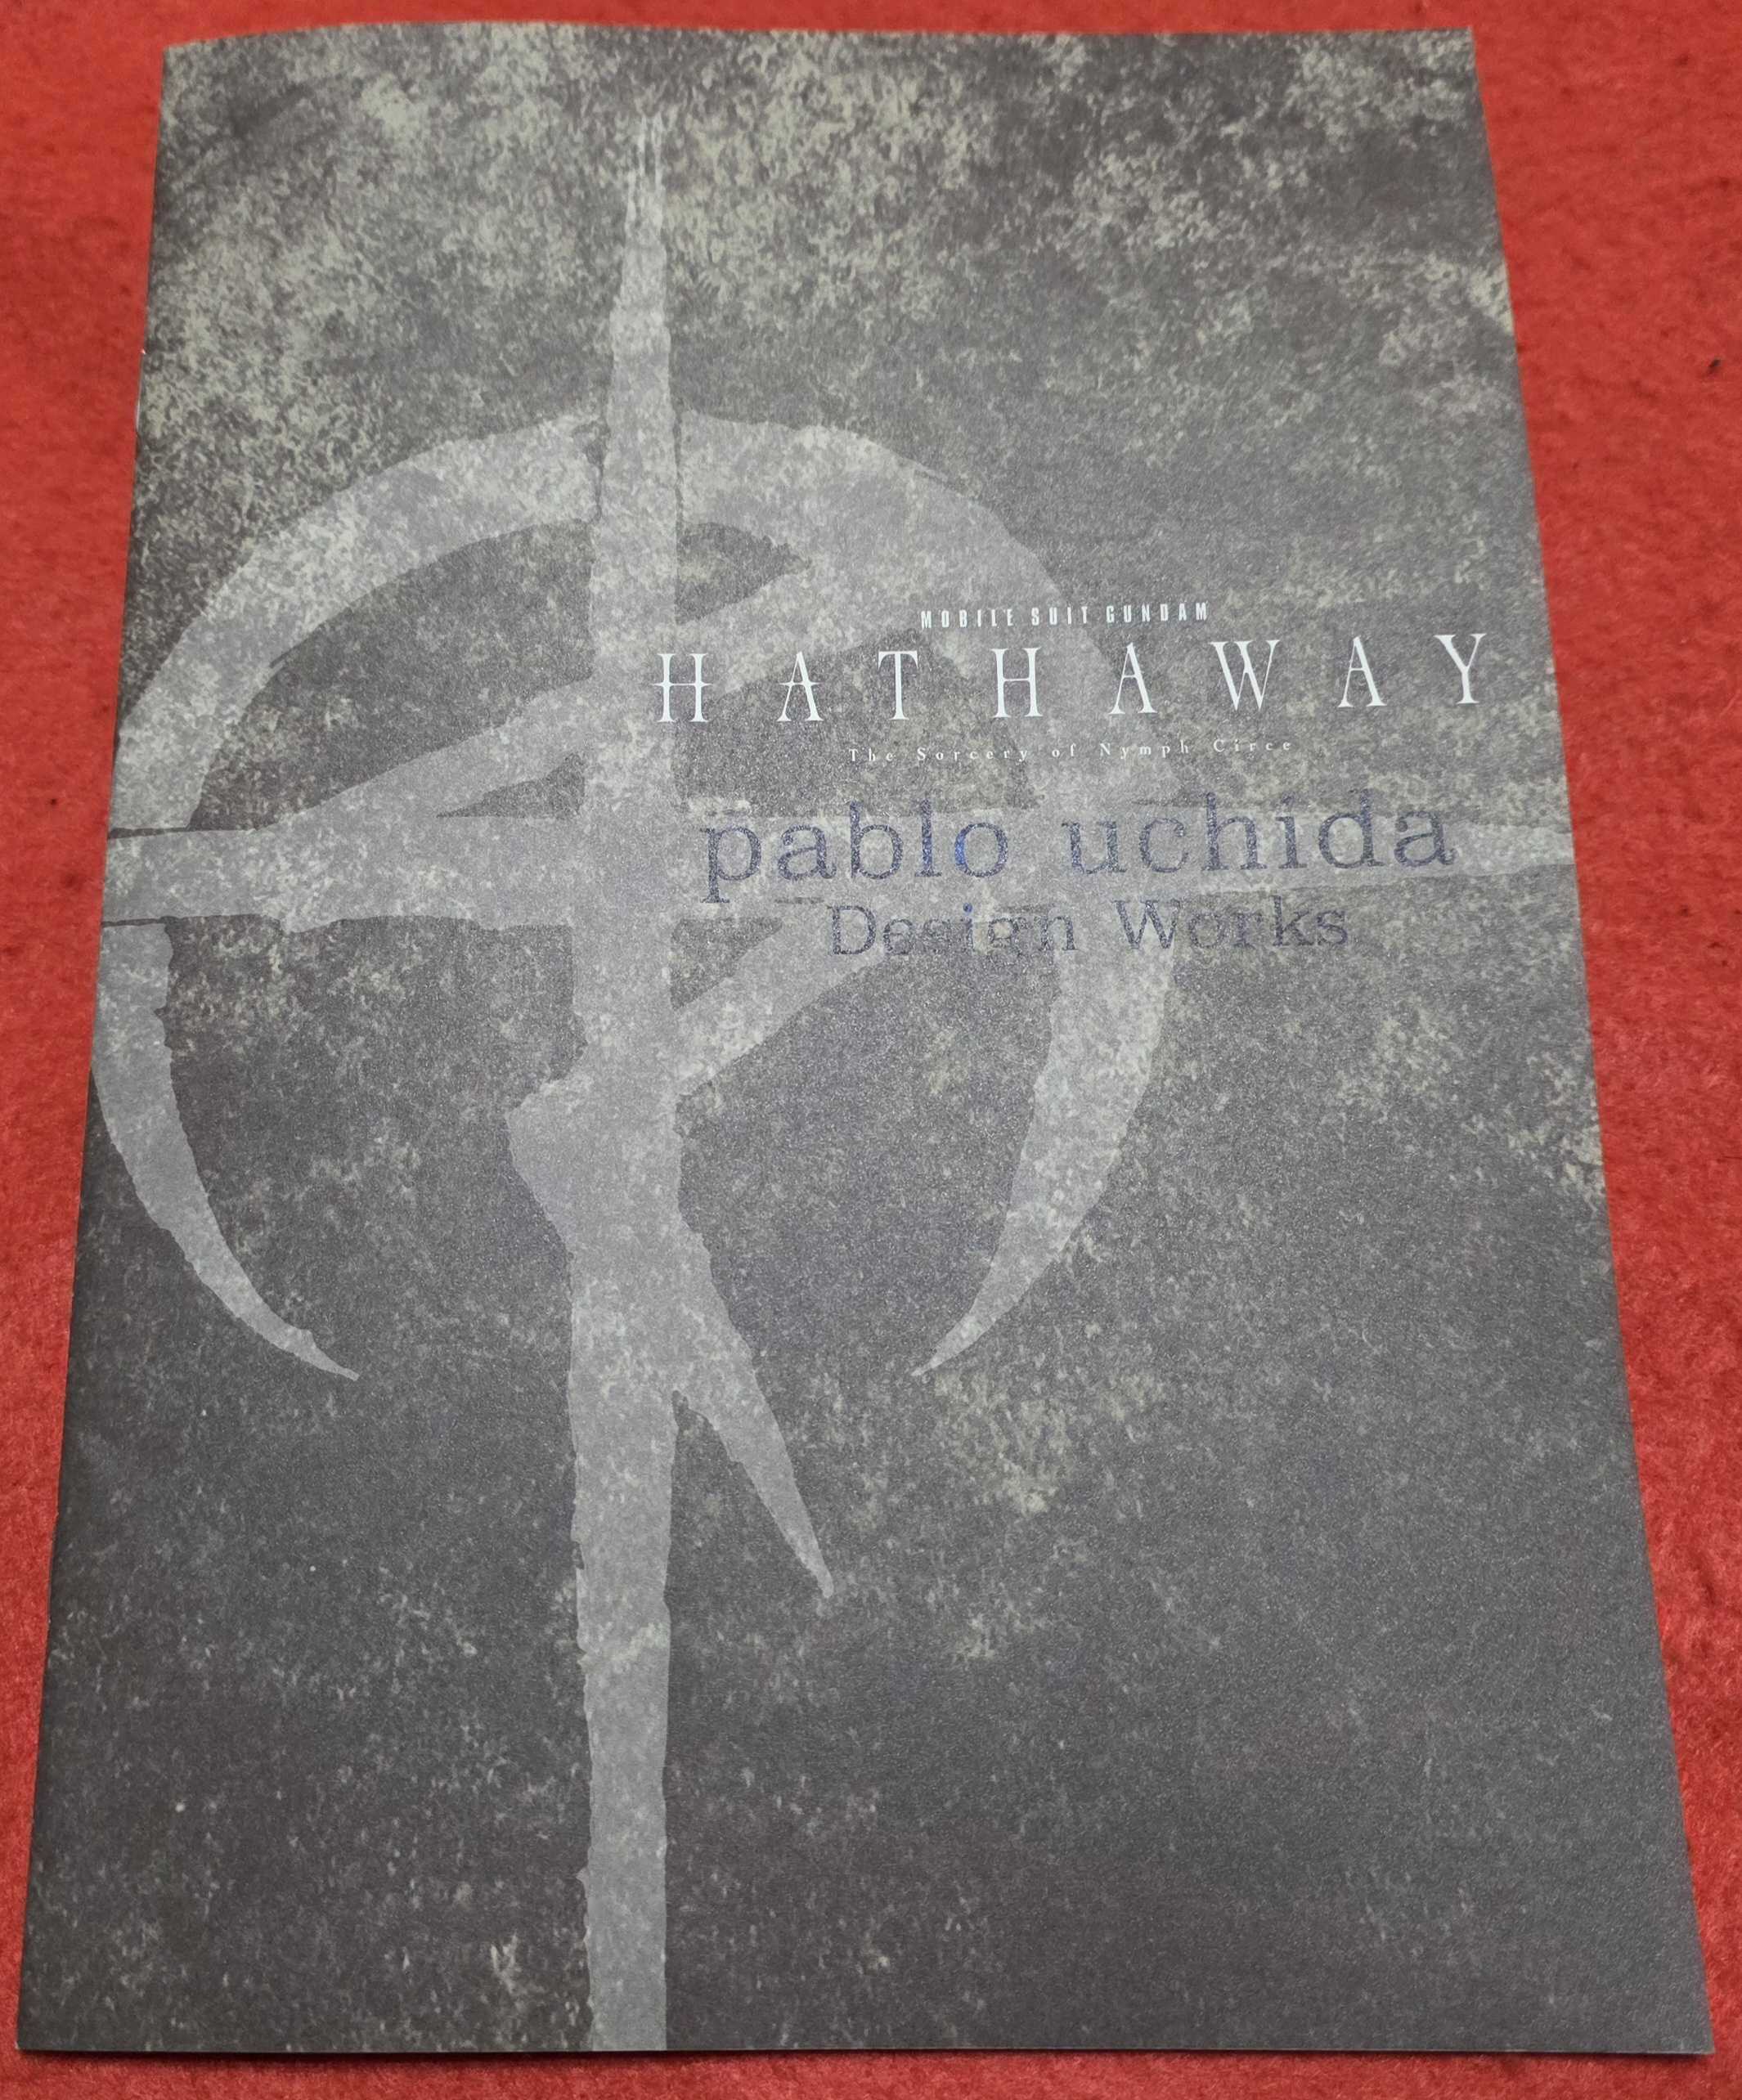 MOBILE SUIT GUNDAM
HATHAWAY
The Sorcery of Nymph Circe
pablo uchida
Design Works